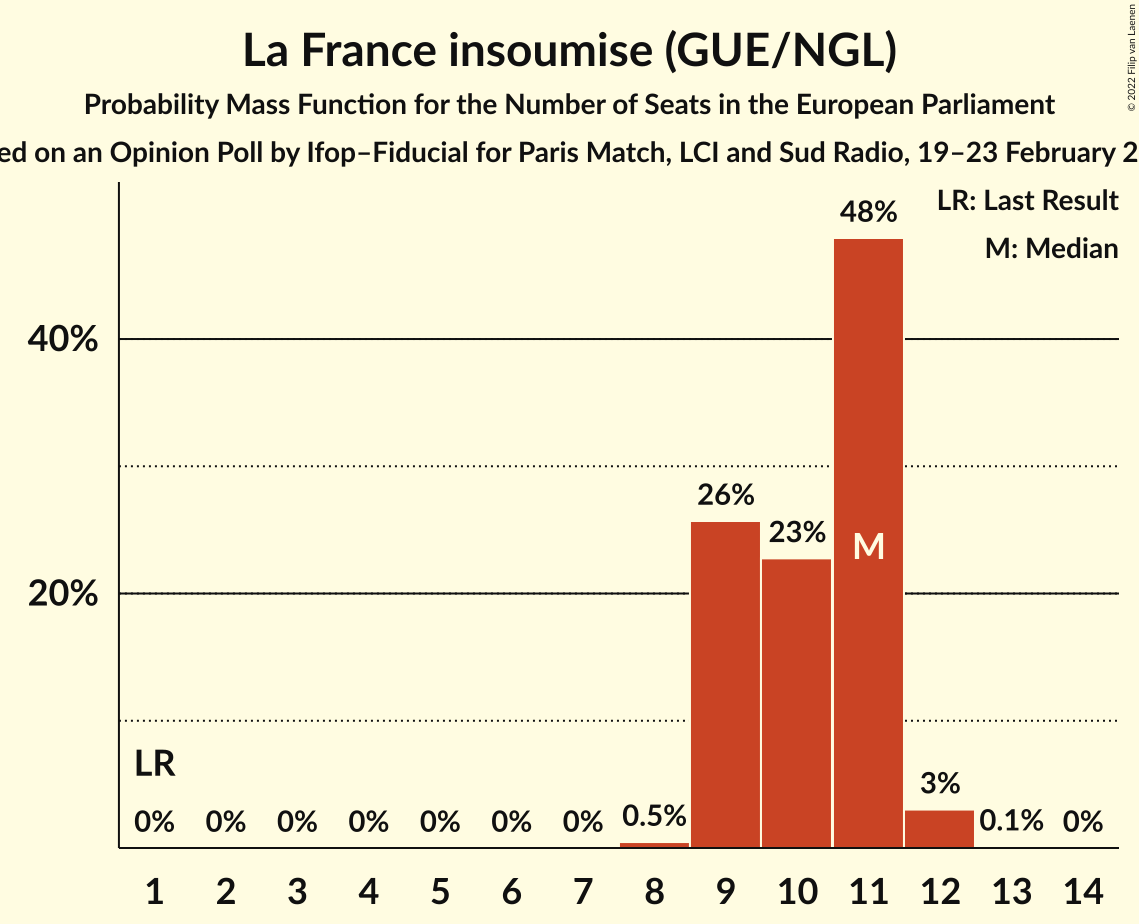 La France insoumise (GUE/NGL)
Probability Mass Function for the Number of Seats in the European Parliament
on an Opinion Poll by Ifop–Fiducial for Paris Match, LCI and Sud Radio, 19–23 February
© 2022 Filip van Laenen
LR: Last Result
M: Median
48%
40%
26%
23%
M
20%
LR
0% 0% 0% 0% 0% 0% 0% 0.5% 3% 0.1% 0%
1 2 3 4 5 6 7 8 9 10 11 12 13 14